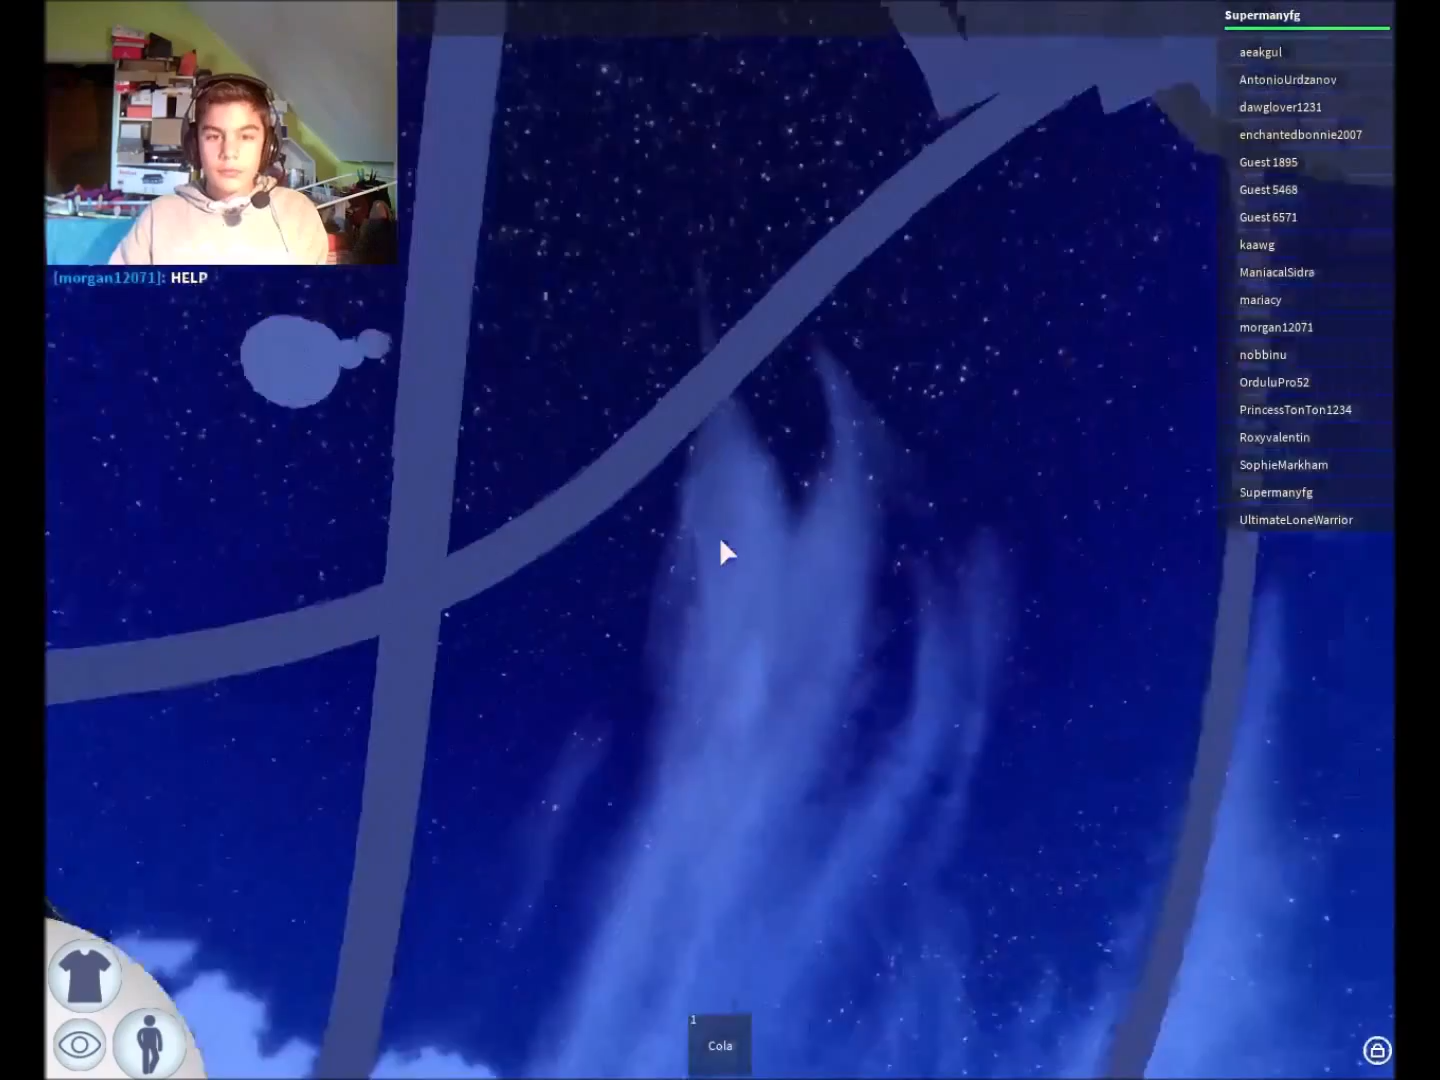 Supermanyfg
aeakgul
AntonioUrdzanov
dawglover1231
enchantedbonnie2007
Guest 1895
Guest 5468
Guest 6571
kaawg
ManiacalSidra
mariacy
morgan12071
nobbinu
OrduluPro52
PrincessTonTon1234
Roxyvalentin
SophieMarkham
Supermanyfg
UltimateLoneWarrior
[morgan12071]: HELP
1
Cola